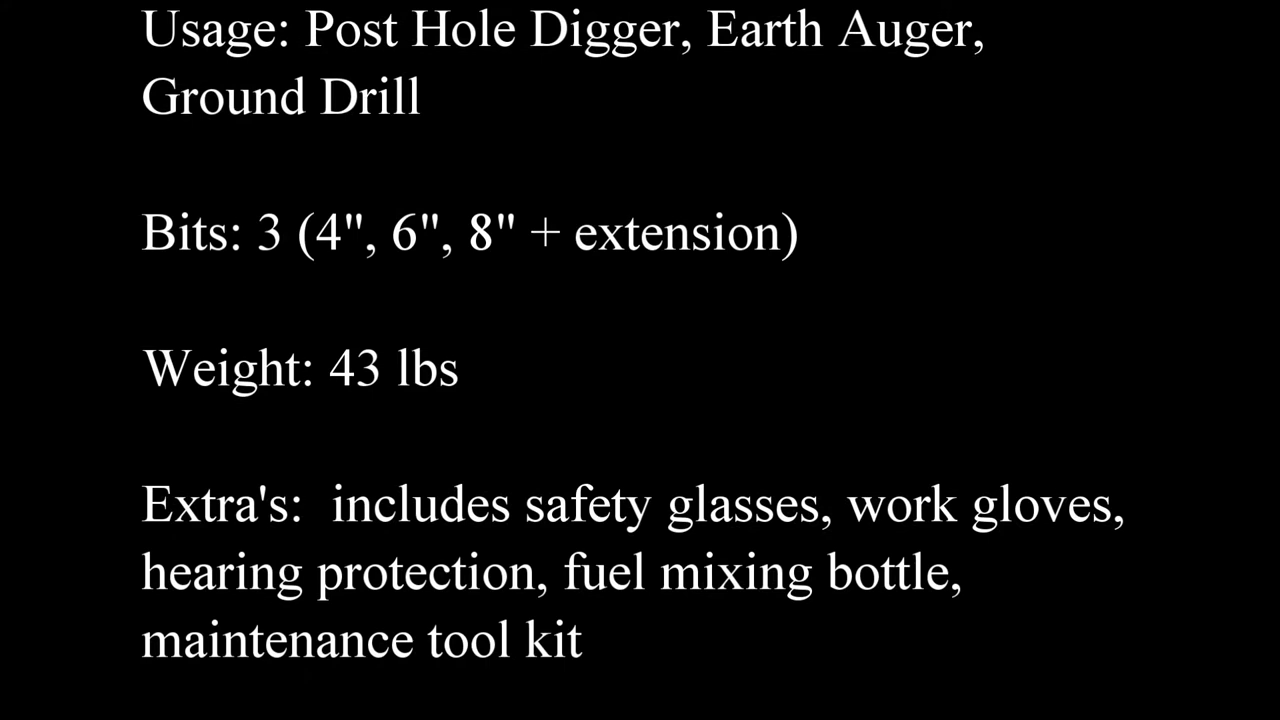 Usage: Post Hole Digger, Earth Auger,
Ground Drill
Bits: 3 (4", 6", 8" + extension)
Weight: 43 lbs
Extra's:  includes safety glasses, work gloves,
hearing protection, fuel mixing bottle,
maintenance tool kit